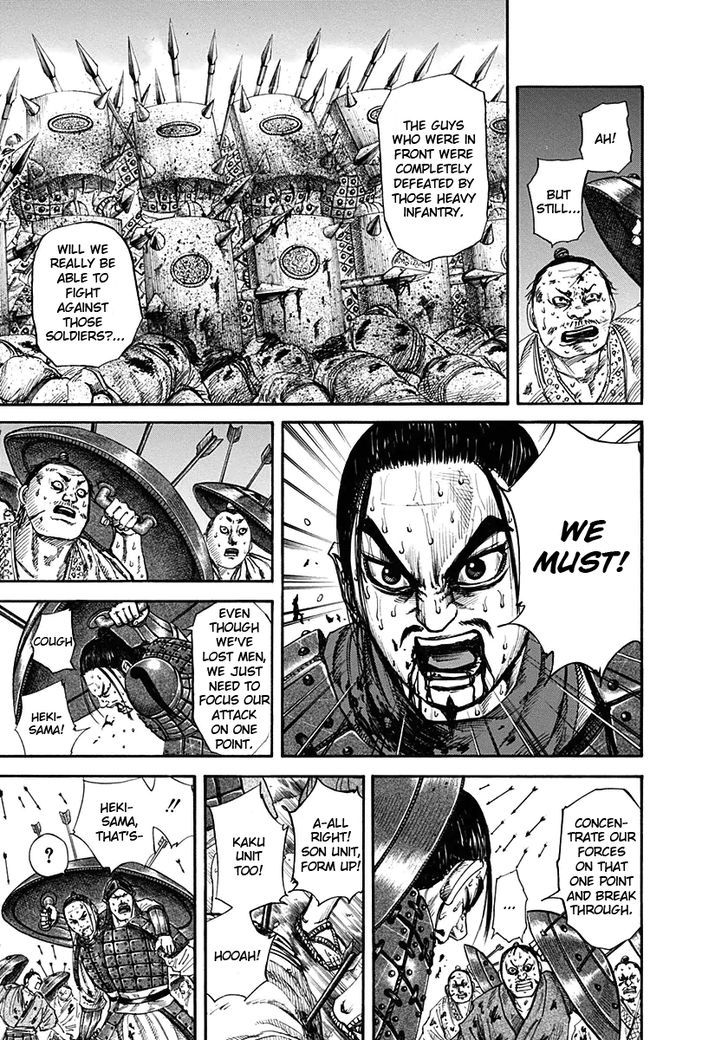 AH!
BUT
STILL...
THE GUYS
WHO WERE IN
FRONT WERE
COMPLETELY
DEFEATED BY
THOSE HEAVY
INFANTRY.
WILL WE
REALLY BE
ABLE TO
FIGHT
AGAINST
THOSE
SOLDIERS?...
WE
MUST!
EVEN
THOUGH
WE'VE
LOST MEN,
WE JUST
NEED TO
FOCUS OUR
ATTACK
ON ONE
POINT.
COUGH
HEKI-
SAMA!
CONCEN-
TRATE OUR
FORCES
ON THAT
ONE POINT
AND BREAK
THROUGH.
...
A-ALL
RIGHT!
SON UNIT,
FORM UP!
KAKU
UNIT
TOO!
HOOAH!
!!
HEKI-
SAMA,
THAT'S-
?